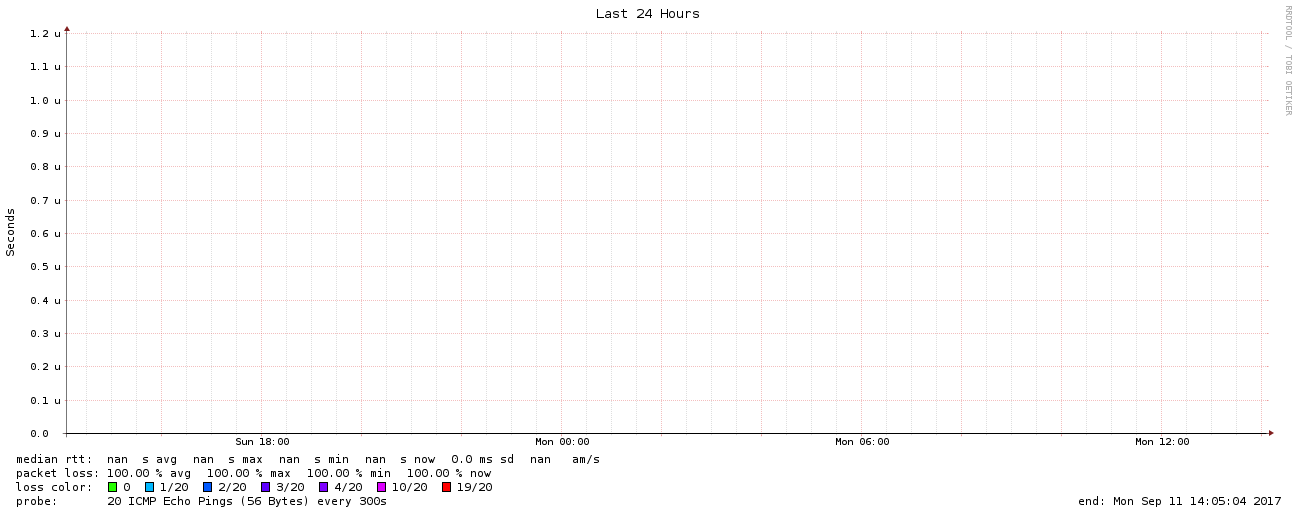 Last 24 Hours
RRDTOOL / TOBI OETIKER
Seconds
1.2 u
1.1 u
1.0 u
0.9 u
0.8 u
0.7 u
0.6 u
0.5 u
0.4 u
0.3 u
0.2 u
0.1 u
0.0
Sun 18:00 Mon 00:00 Mon 06:00 Mon 12:00
median rtt: nan s avg nan s max nan s min nan s now 0.0 ms sd nan am/s
packet loss: 100.00 % avg 100.00 % max 100.00 % min 100.00 % now
loss color: 0 1/20 2/20 3/20 4/20 10/20 19/20
probe: 20 ICMP Echo Pings (56 Bytes) every 300s end: Mon Sep 11 14:05:04 2017